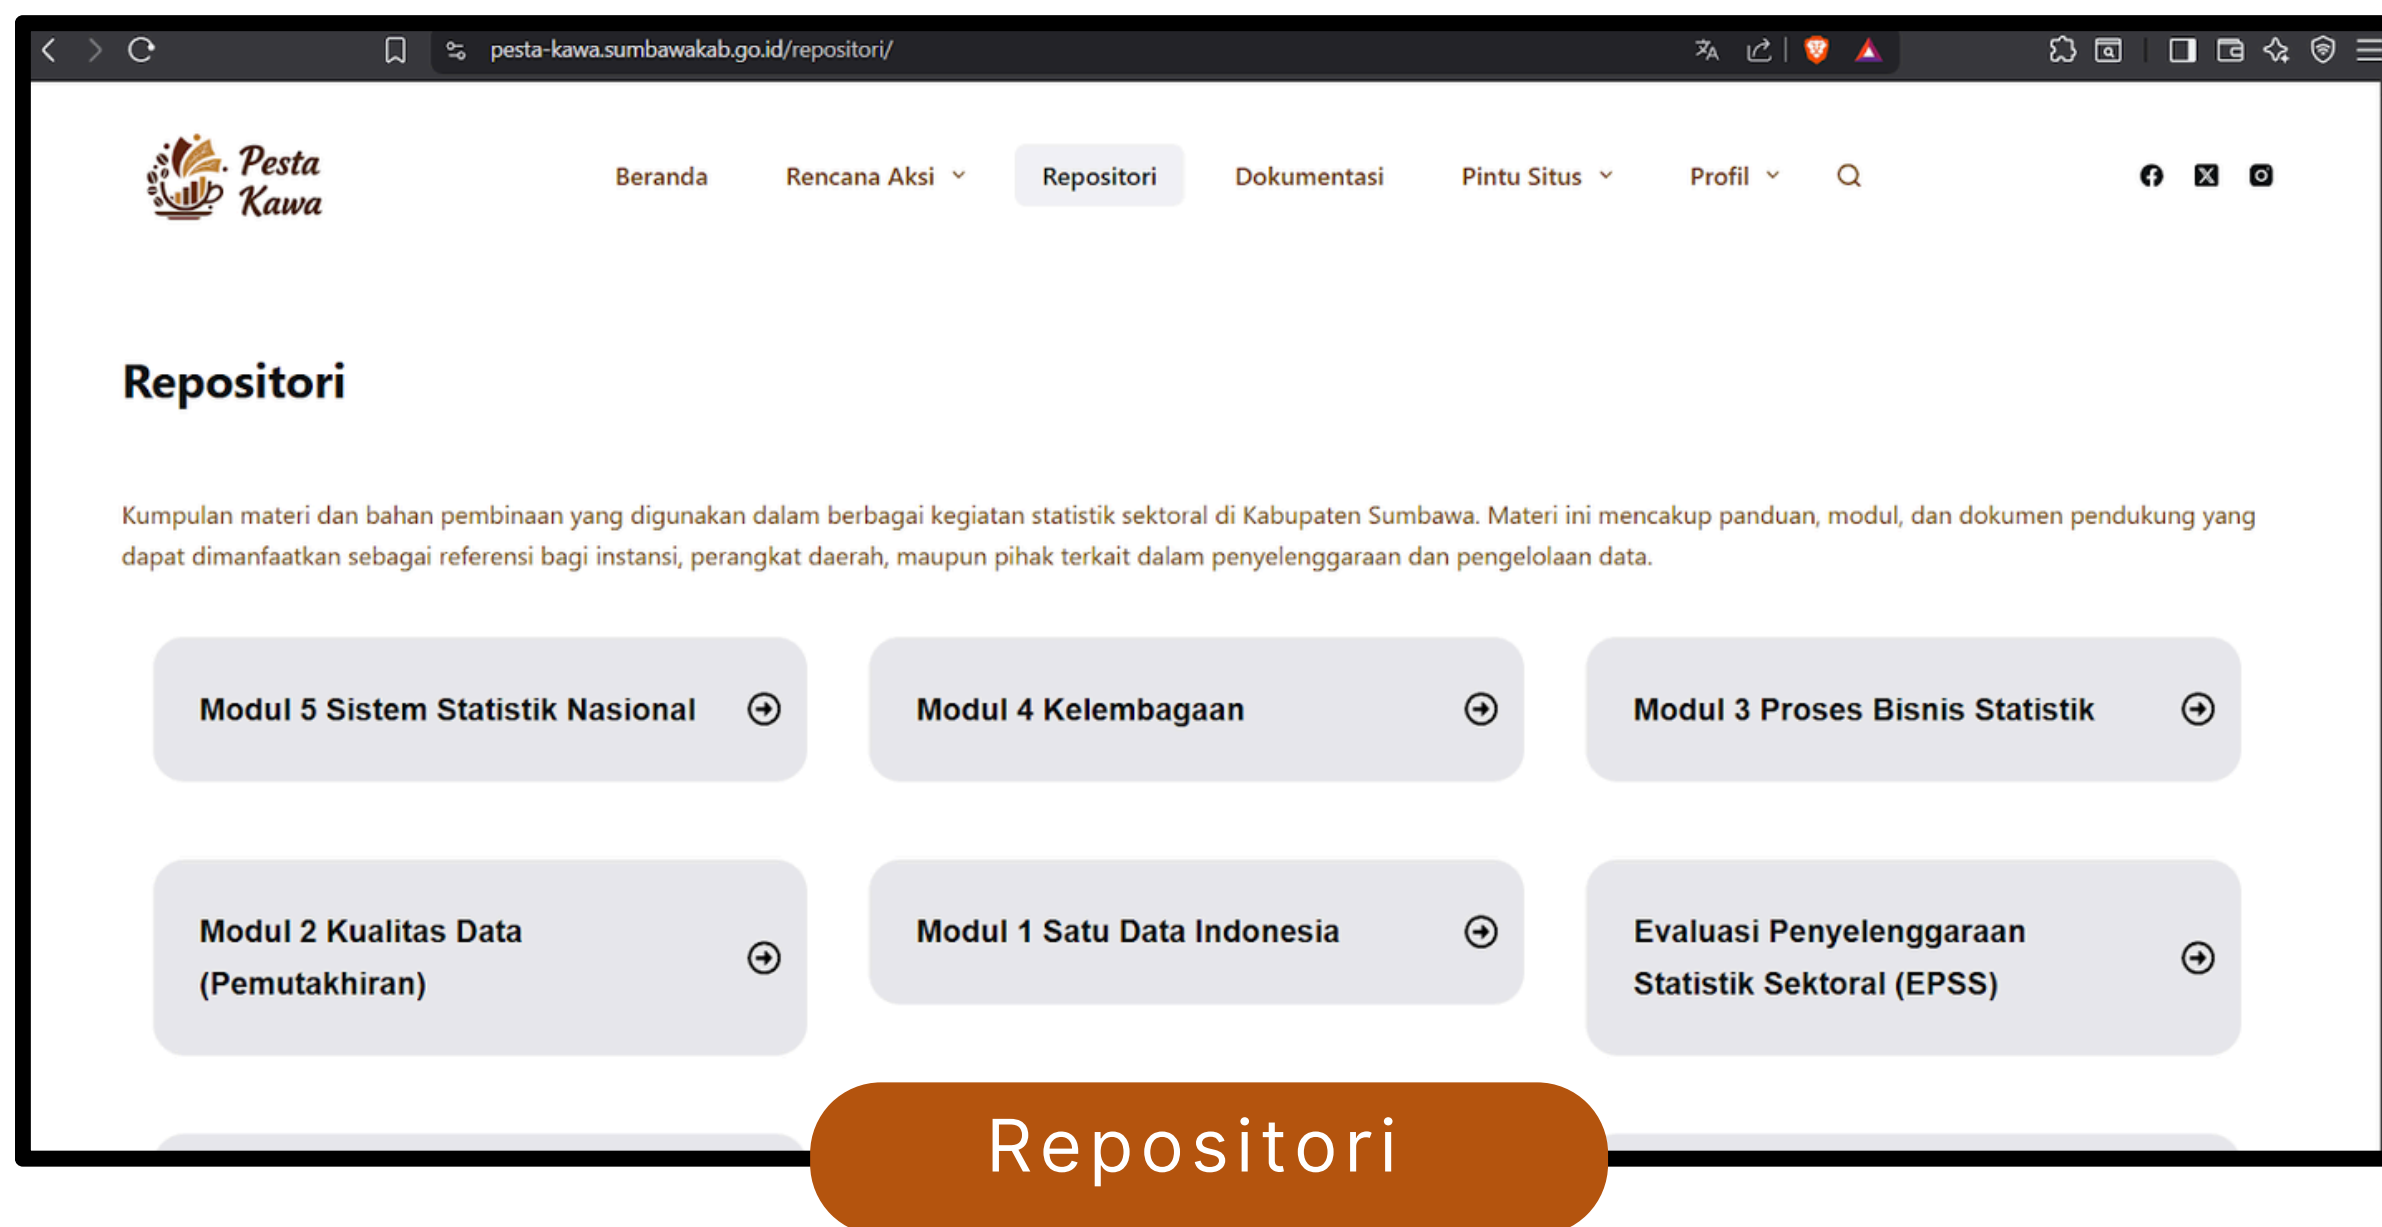 pesta-kawa.sumbawakab.go.id/repositori/
Pesta
Kawa
Beranda
Rencana Aksi
Repositori
Dokumentasi
Pintu Situs
Profil
Repositori
Kumpulan materi dan bahan pembinaan yang digunakan dalam berbagai kegiatan statistik sektoral di Kabupaten Sumbawa. Materi ini mencakup panduan, modul, dan dokumen pendukung yang
dapat dimanfaatkan sebagai referensi bagi instansi, perangkat daerah, maupun pihak terkait dalam penyelenggaraan dan pengelolaan data.
Modul 5 Sistem Statistik Nasional
Modul 4 Kelembagaan
Modul 3 Proses Bisnis Statistik
Modul 2 Kualitas Data
(Pemutakhiran)
Modul 1 Satu Data Indonesia
Evaluasi Penyelenggaraan
Statistik Sektoral (EPSS)
Repositori